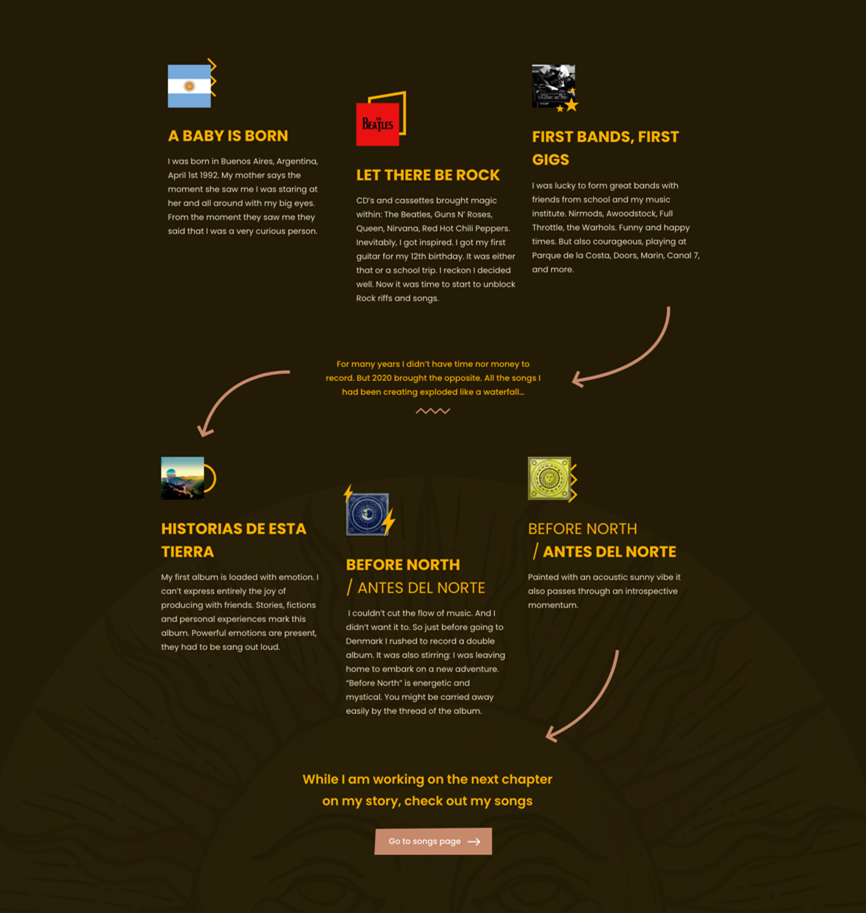 A BABY IS BORN
I was born in Buenos Aires, Argentina,
April 1st 1992. My mother says the
moment she saw me I was staring at
her and all around with my big eyes.
From the moment they saw me they
said that I was a very curious person.
THE
BEATLES
LET THERE BE ROCK
CD's and cassettes brought magic
within: The Beatles, Guns N' Roses,
Queen, Nirvana, Red Hot Chili Peppers.
Inevitably, I got inspired. I got my first
guitar for my 12th birthday. It was either
that or a school trip. I reckon I decided
well. Now it was time to start to unblock
Rock riffs and songs.
FIRST BANDS, FIRST
GIGS
I was lucky to form great bands with
friends from school and my music
institute. Nirmods, Awoodstock, Full
Throttle, the Warhols. Funny and happy
times. But also courageous, playing at
Parque de la Costa, Doors, Marin, Canal 7,
and more.
For many years I didn't have time nor money to
record. But 2020 brought the opposite. All the songs I
had been creating exploded like a waterfall...
HISTORIAS DE ESTA
TIERRA
My first album is loaded with emotion. I
can't express entirely the joy of
producing with friends. Stories, fictions
and personal experiences mark this
album. Powerful emotions are present,
they had to be sang out loud.
BEFORE NORTH
/ ANTES DEL NORTE
I couldn't cut the flow of music. And I
didn't want it to. So just before going to
Denmark I rushed to record a double
album. It was also stirring: I was leaving
home to embark on a new adventure.
"Before North" is energetic and
mystical. You might be carried away
easily by the thread of the album.
BEFORE NORTH
/ ANTES DEL NORTE
Painted with an acoustic sunny vibe it
also passes through an introspective
momentum.
While I am working on the next chapter
on my story, check out my songs
Go to songs page